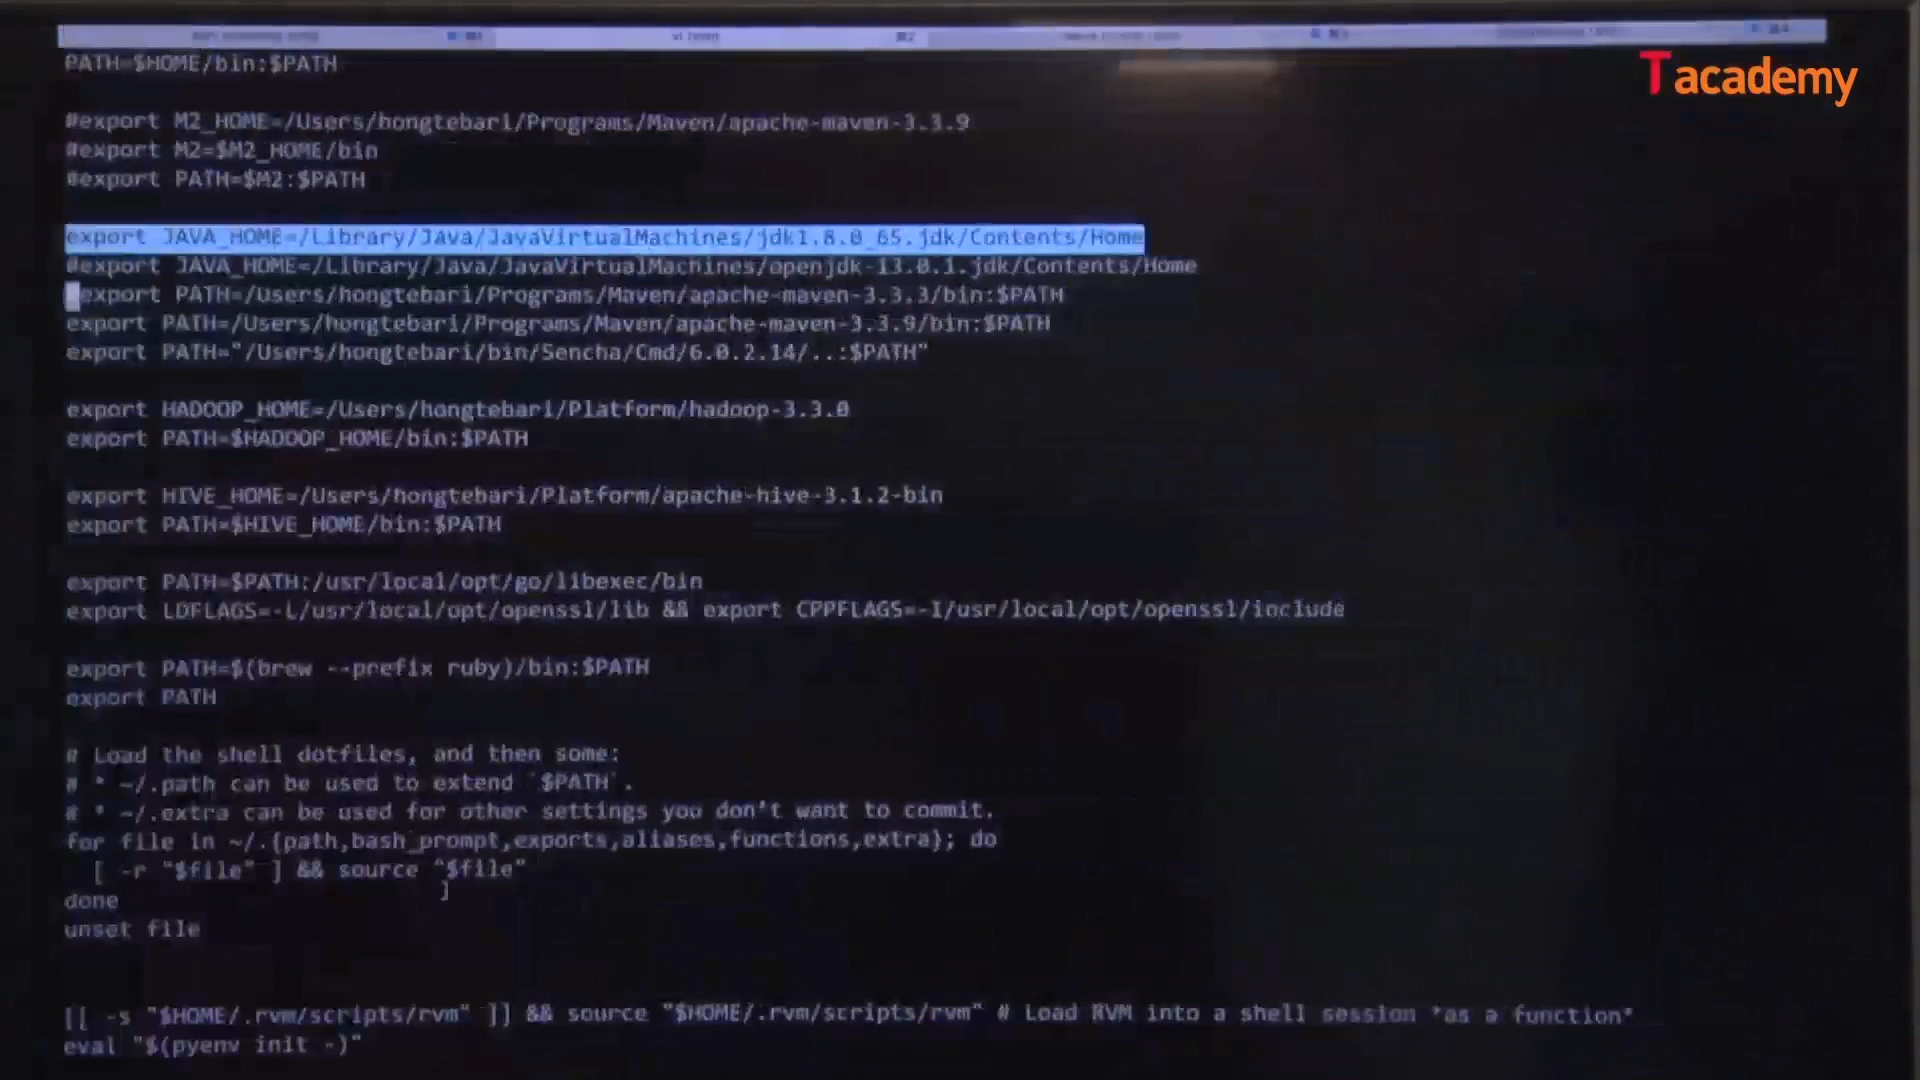 PATH=$HOME/bin:$PATH
Tacademy
#export M2_HOME=/Users/hongtebari/Programs/Maven/apache-maven-3.3.9
#export M2=$M2_HOME/bin
#export PATH=$M2:$PATH
export JAVA_HOME=/Library/Java/JavaVirtualMachines/jdk1.8.0_65.jdk/Contents/Home
#export JAVA_HOME=/Library/Java/JavaVirtualMachines/openjdk-13.0.1.jdk/Contents/Home
export PATH=/Users/hongtebari/Programs/Maven/apache-maven-3.3.3/bin:$PATH
export PATH=/Users/hongtebari/Programs/Maven/apache-maven-3.3.9/bin:$PATH
export PATH="/Users/hongtebari/bin/Sencha/Cmd/6.0.2.14/..:$PATH"
export HADOOP_HOME=/Users/hongtebari/Platform/hadoop-3.3.0
export PATH=$HADOOP_HOME/bin:$PATH
export HIVE_HOME=/Users/hongtebari/Platform/apache-hive-3.1.2-bin
export PATH=$HIVE_HOME/bin:$PATH
export PATH=$PATH:/usr/local/opt/go/libexec/bin
export LDFLAGS=-L/usr/local/opt/openssl/lib && export CPPFLAGS=-I/usr/local/opt/openssl/include
export PATH=$(brew --prefix ruby)/bin:$PATH
export PATH
# Load the shell dotfiles, and then some:
# * ~/.path can be used to extend `$PATH`.
# * ~/.extra can be used for other settings you don't want to commit.
for file in ~/.{path,bash_prompt,exports,aliases,functions,extra}; do
[ -r "$file" ] && source "$file"
done
unset file
[[ -s "$HOME/.rvm/scripts/rvm" ]] && source "$HOME/.rvm/scripts/rvm" # Load RVM into a shell session *as a function*
eval "$(pyenv init -)"